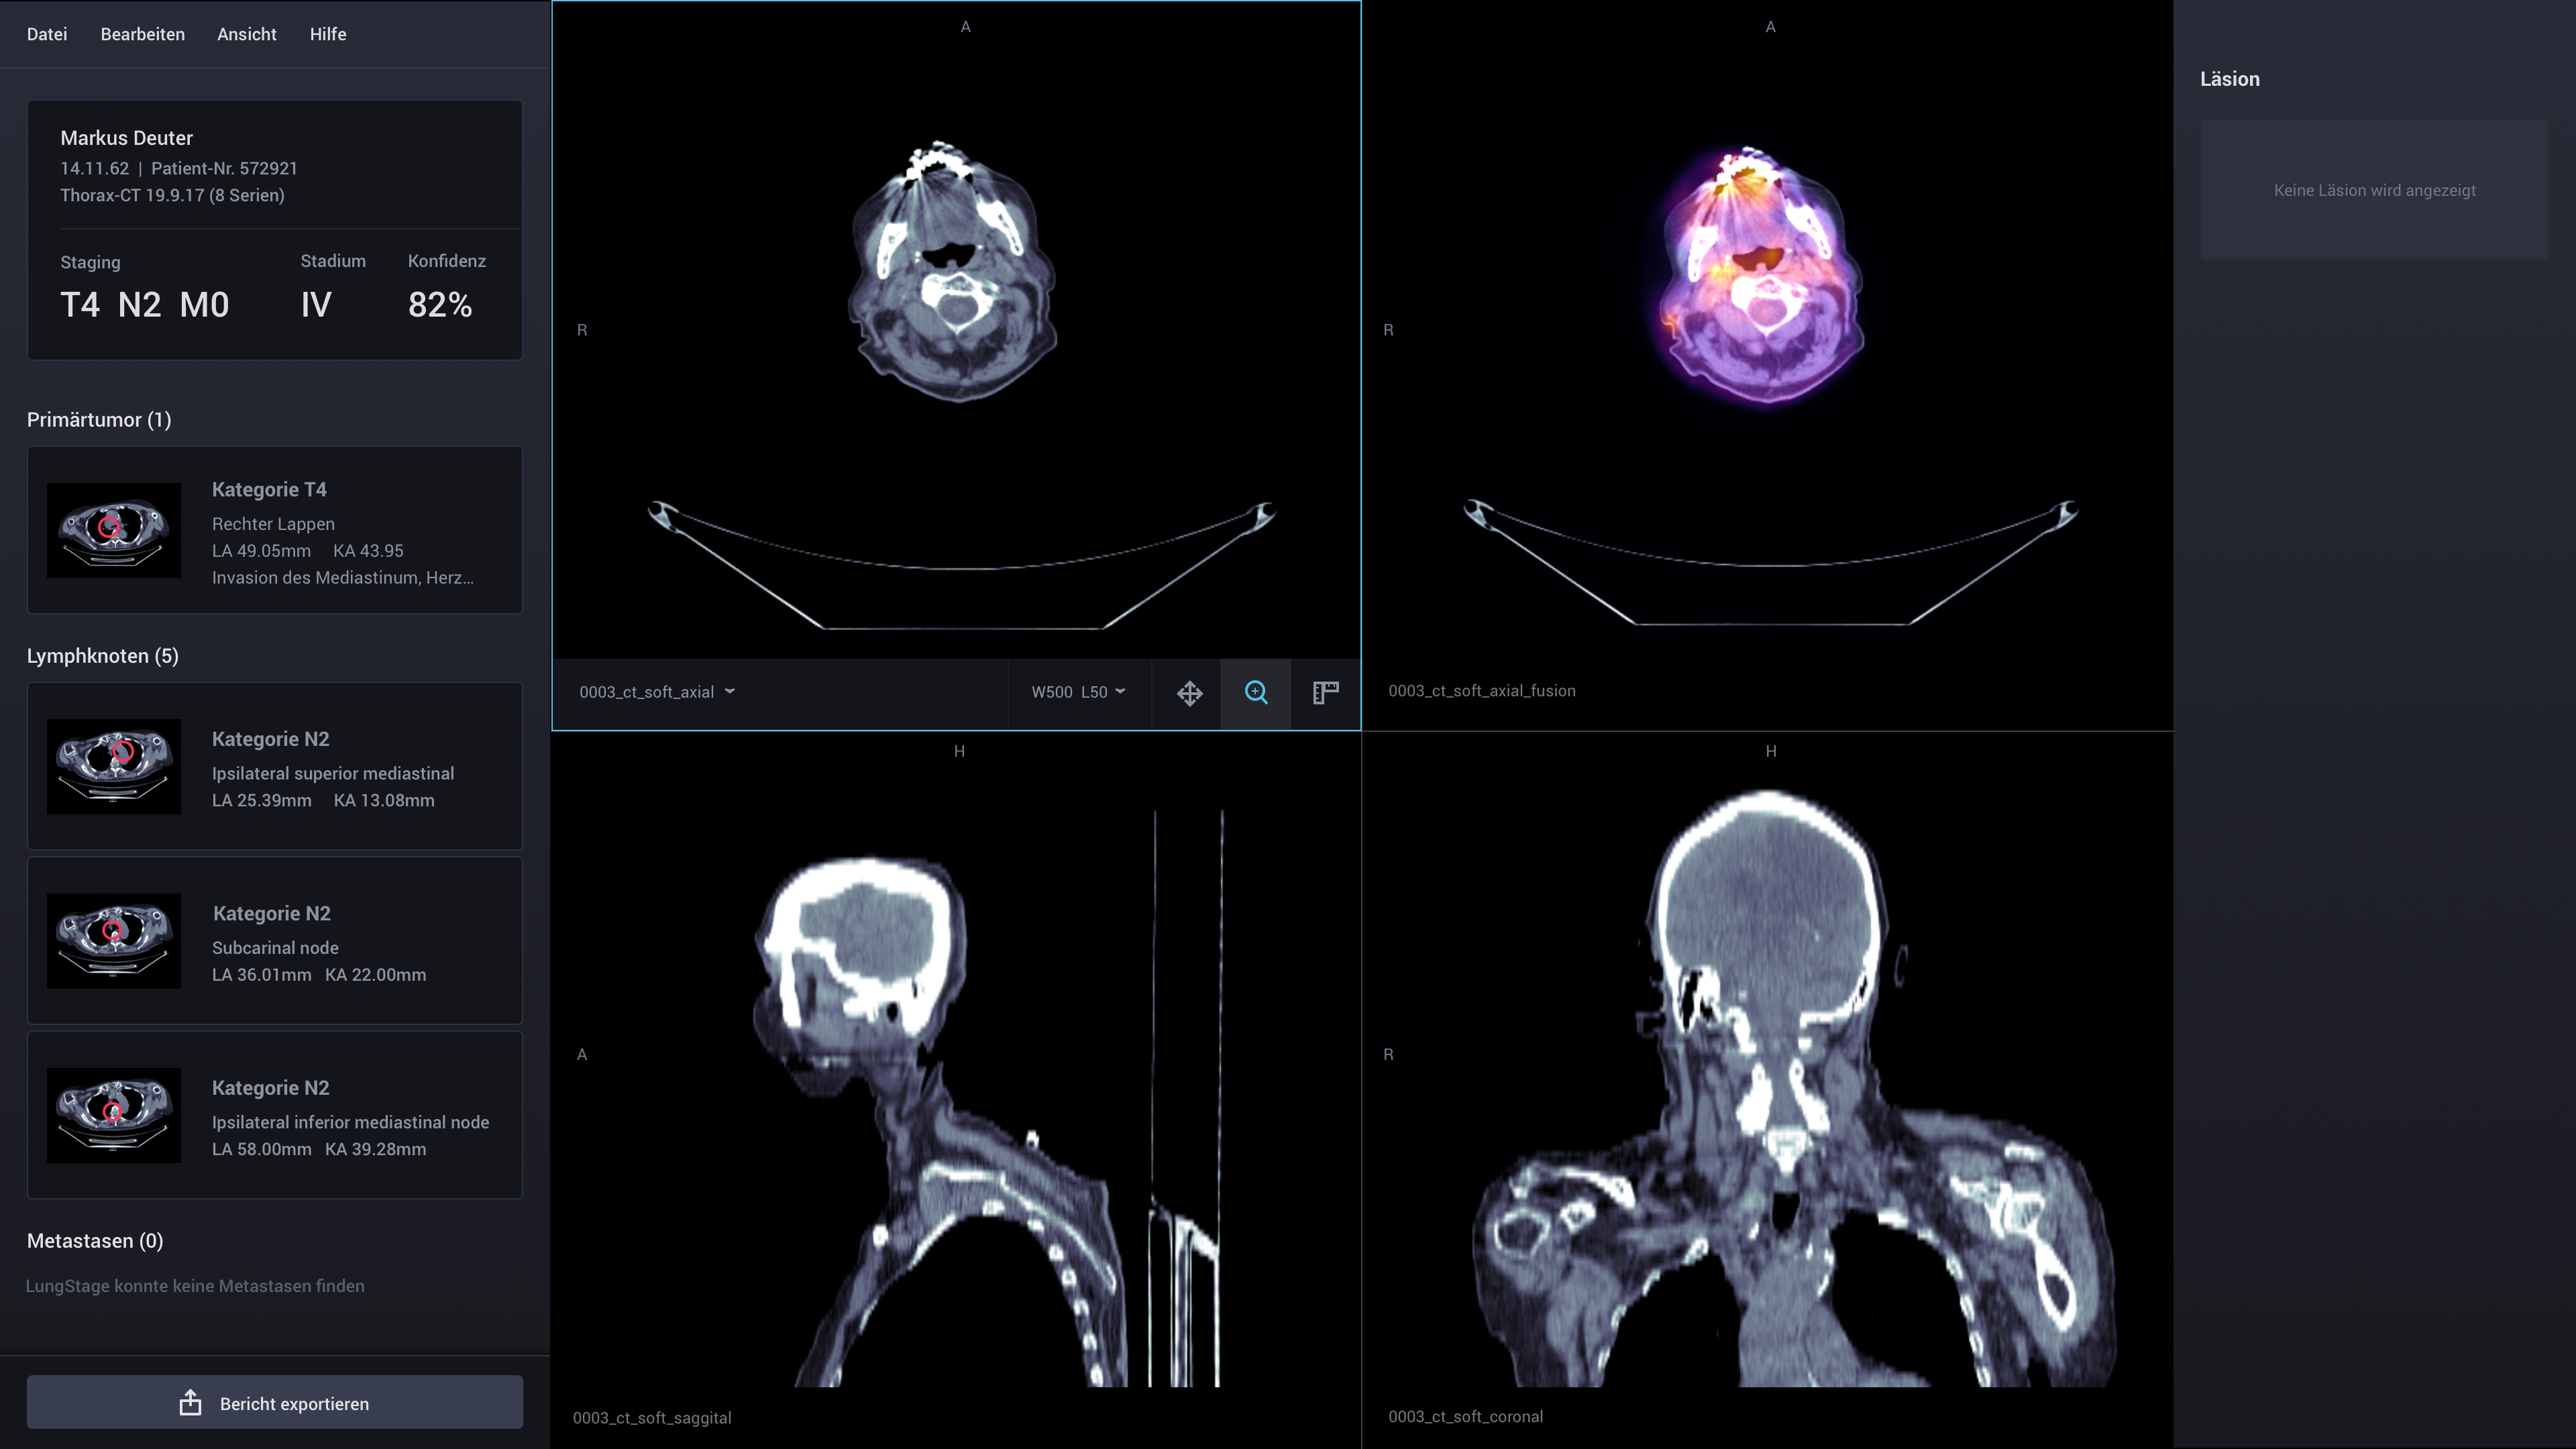 Datei Bearbeiten Ansicht Hilfe
Markus Deuter
14.11.62 | Patient-Nr. 572921
Thorax-CT 19.9.17 (8 Serien)
Staging Stadium Konfidenz
T4 N2 M0 IV 82%
Primärtumor (1)
Kategorie T4
Rechter Lappen
LA 49.05mm KA 43.95
Invasion des Mediastinum, Herz...
Lymphknoten (5)
Kategorie N2
Ipsilateral superior mediastinal
LA 25.39mm KA 13.08mm
Kategorie N2
Subcarinal node
LA 36.01mm KA 22.00mm
Kategorie N2
Ipsilateral inferior mediastinal node
LA 58.00mm KA 39.28mm
Metastasen (0)
LungStage konnte keine Metastasen finden
Bericht exportieren
A
R
0003_ct_soft_axial
W500 L50
A
R
0003_ct_soft_axial_fusion
H
A
0003_ct_soft_saggital
H
R
0003_ct_soft_coronal
Läsion
Keine Läsion wird angezeigt